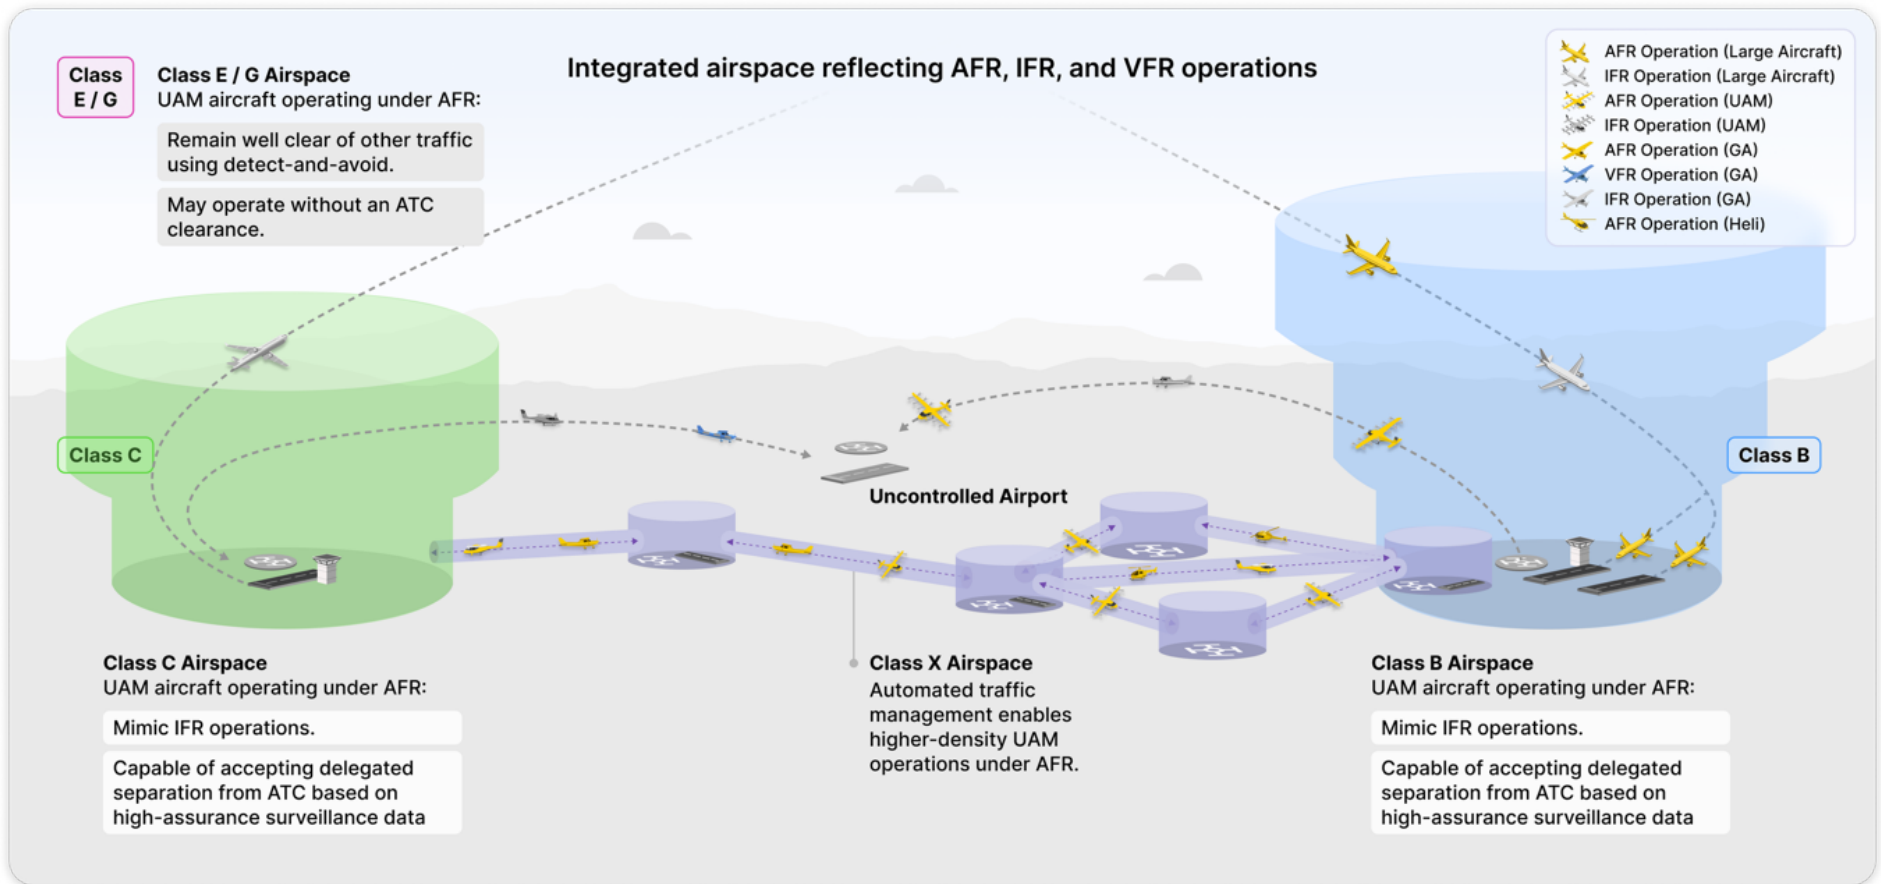 Integrated airspace reflecting AFR, IFR, and VFR operations
Class
E / G
Class E / G Airspace
UAM aircraft operating under AFR:
Remain well clear of other traffic
using detect-and-avoid.
May operate without an ATC
clearance.
AFR Operation (Large Aircraft)
IFR Operation (Large Aircraft)
AFR Operation (UAM)
IFR Operation (UAM)
AFR Operation (GA)
VFR Operation (GA)
IFR Operation (GA)
AFR Operation (Heli)
Class C
Class B
Uncontrolled Airport
Class C Airspace
UAM aircraft operating under AFR:
Mimic IFR operations.
Capable of accepting delegated
separation from ATC based on
high-assurance surveillance data
Class X Airspace
Automated traffic
management enables
higher-density UAM
operations under AFR.
Class B Airspace
UAM aircraft operating under AFR:
Mimic IFR operations.
Capable of accepting delegated
separation from ATC based on
high-assurance surveillance data